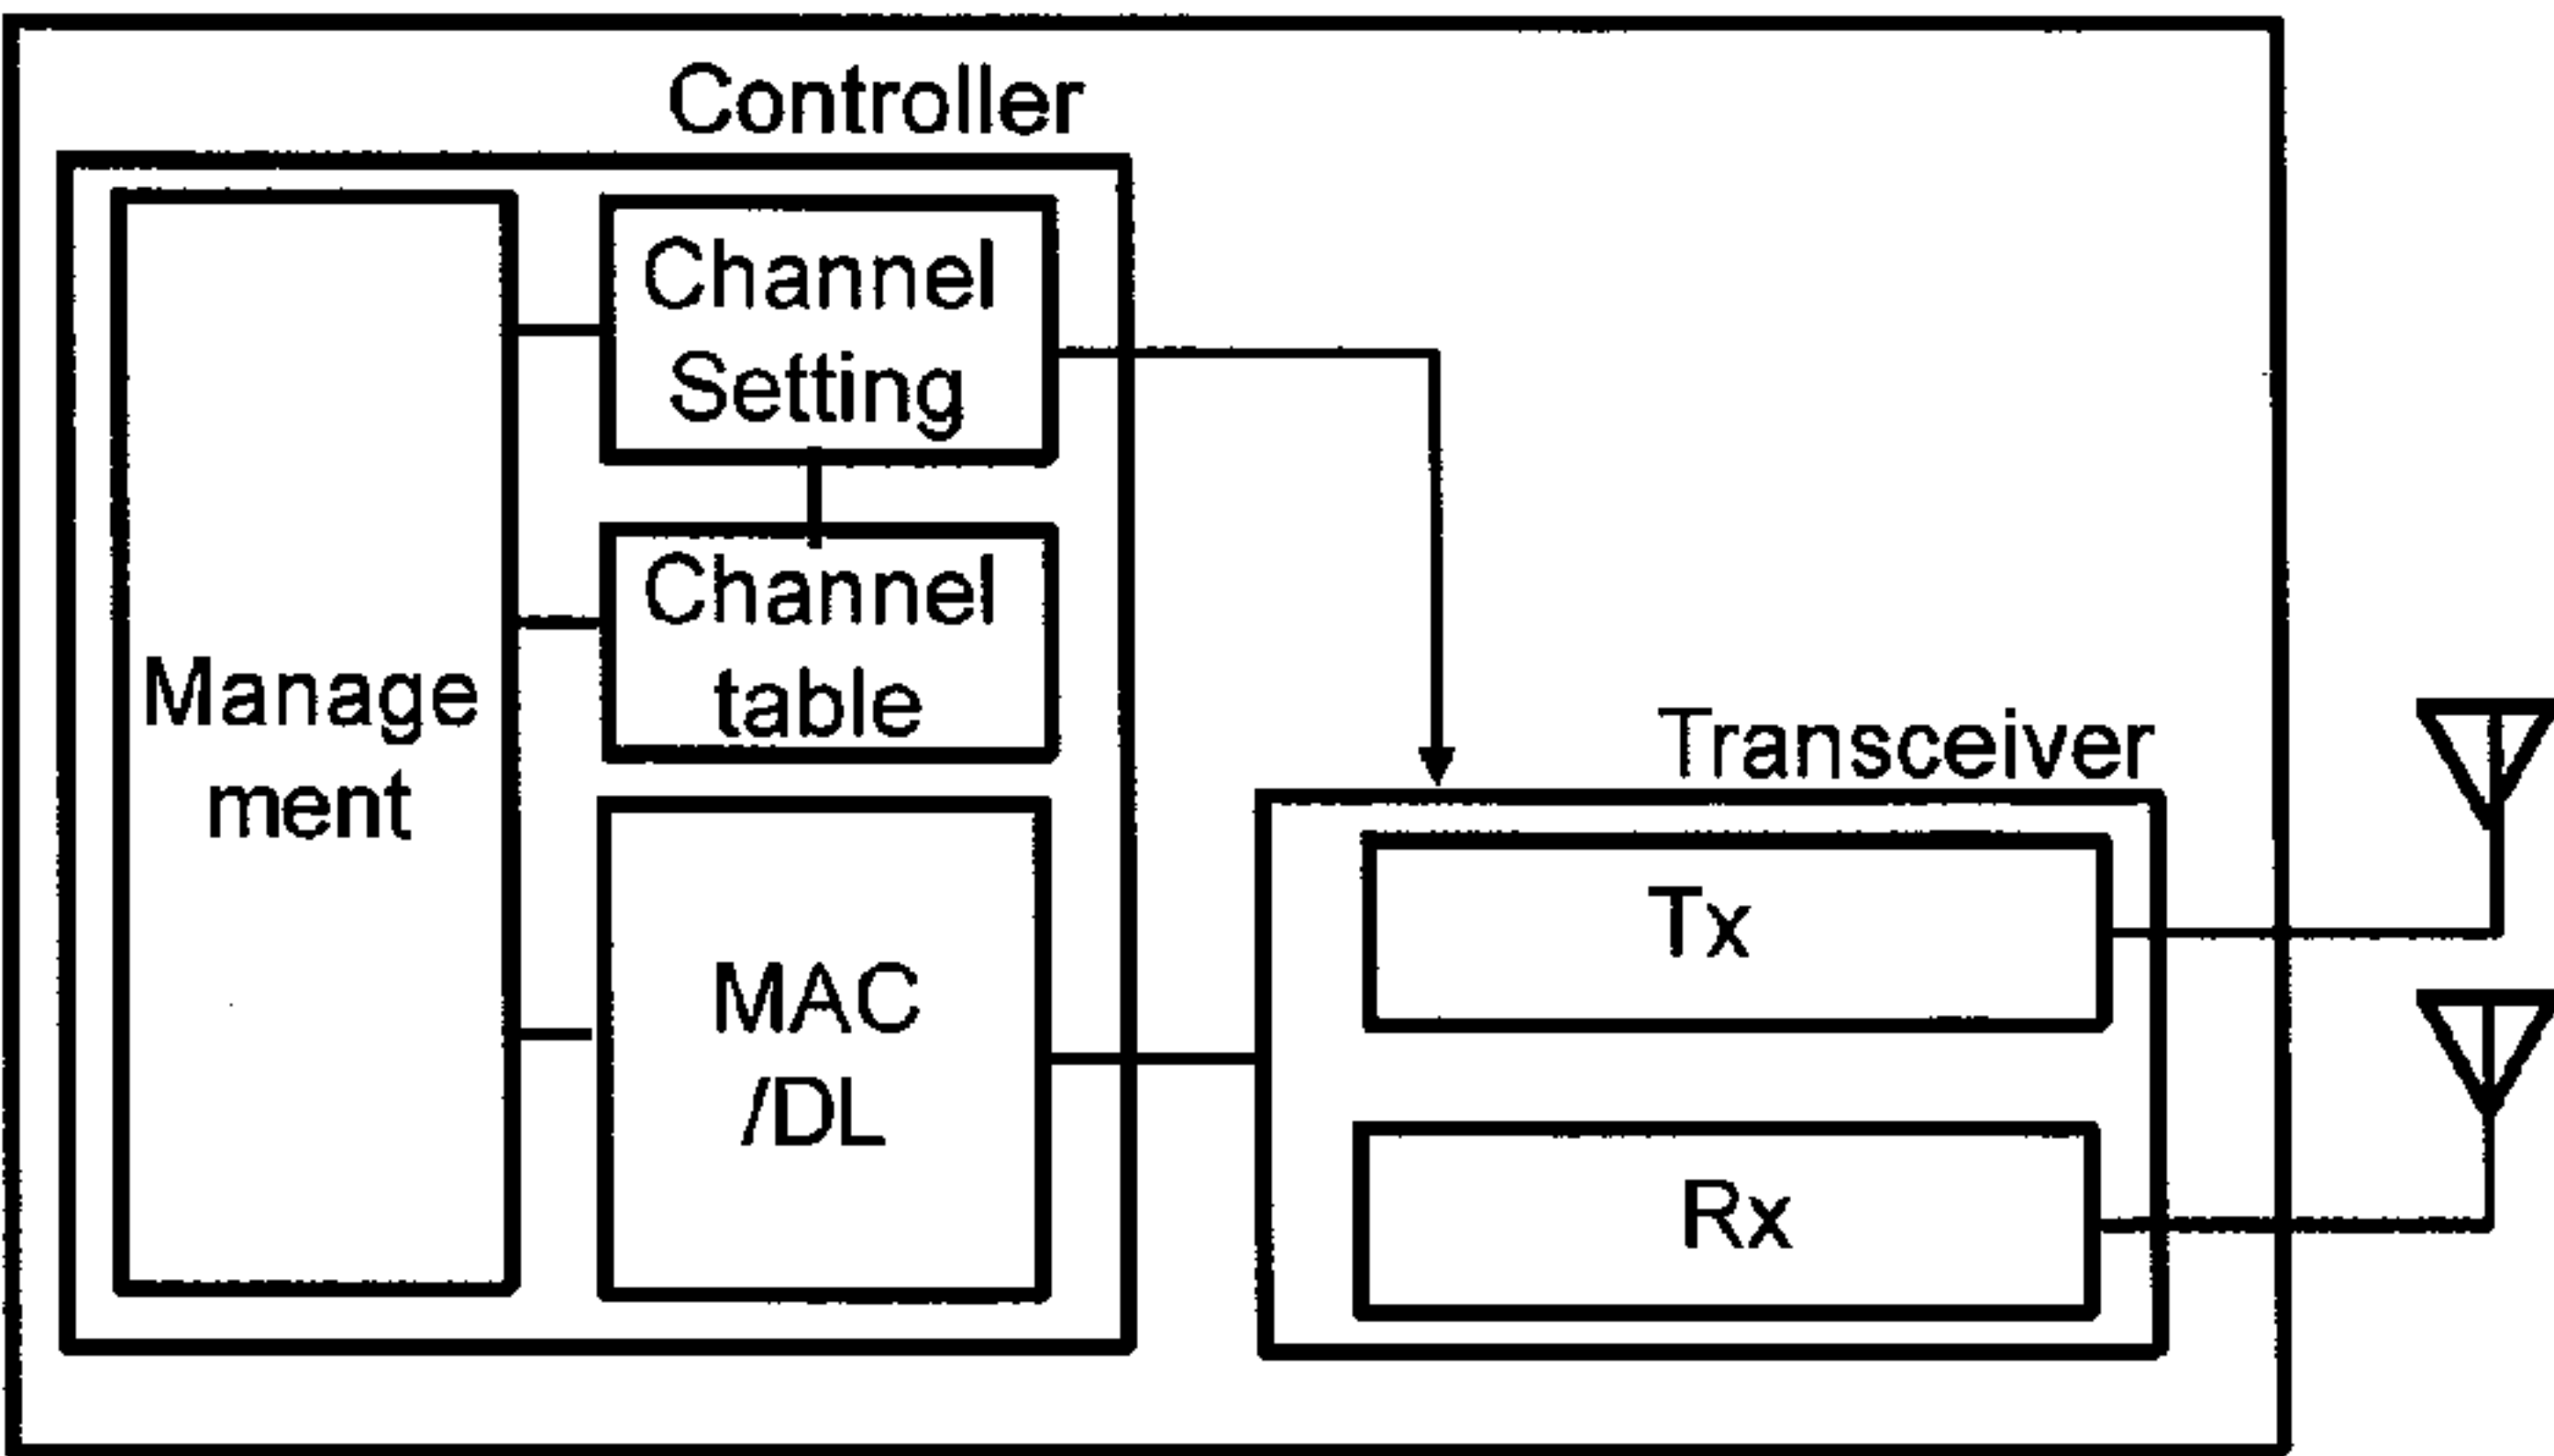 Controller
Channel
Setting
Channel
table
Manage
ment
MAC
/DL
Transceiver
Tx
Rx